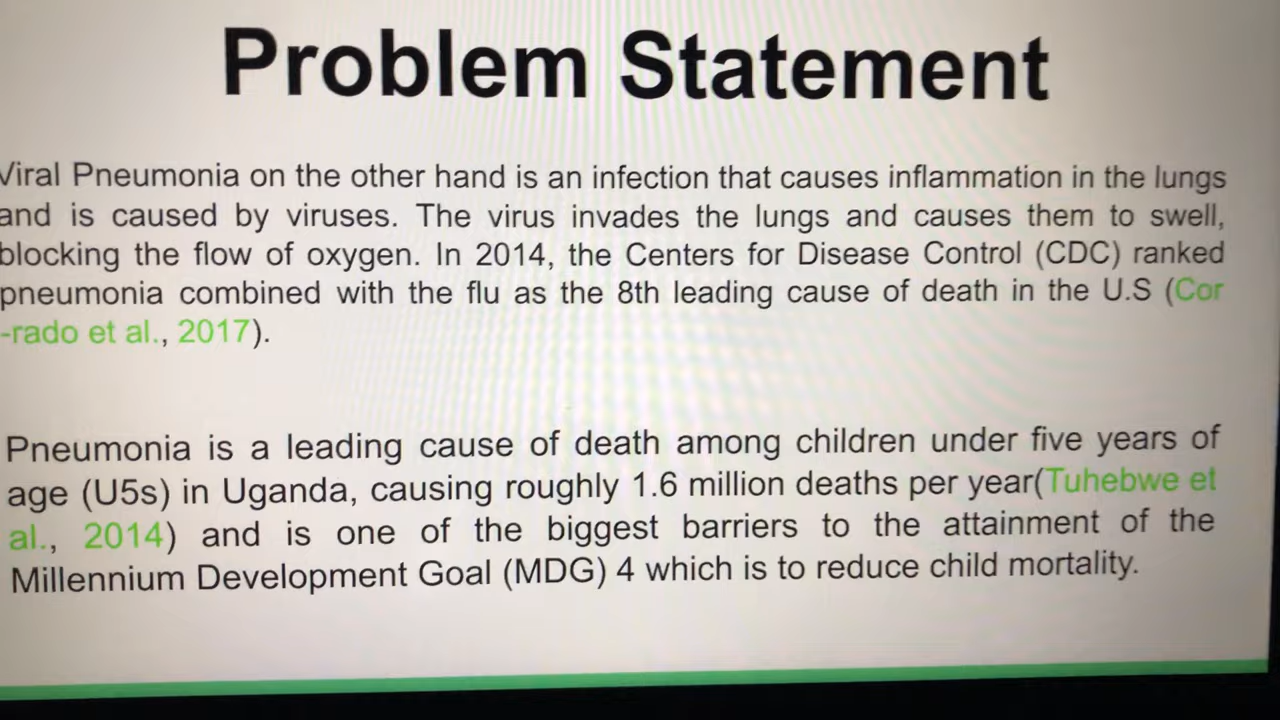 Problem Statement
Viral Pneumonia on the other hand is an infection that causes inflammation in the lungs
and is caused by viruses. The virus invades the lungs and causes them to swell,
blocking the flow of oxygen. In 2014, the Centers for Disease Control (CDC) ranked
pneumonia combined with the flu as the 8th leading cause of death in the U.S (Cor
-rado et al., 2017).
Pneumonia is a leading cause of death among children under five years of
age (U5s) in Uganda, causing roughly 1.6 million deaths per year(Tuhebwe et
al., 2014) and is one of the biggest barriers to the attainment of the
Millennium Development Goal (MDG) 4 which is to reduce child mortality.